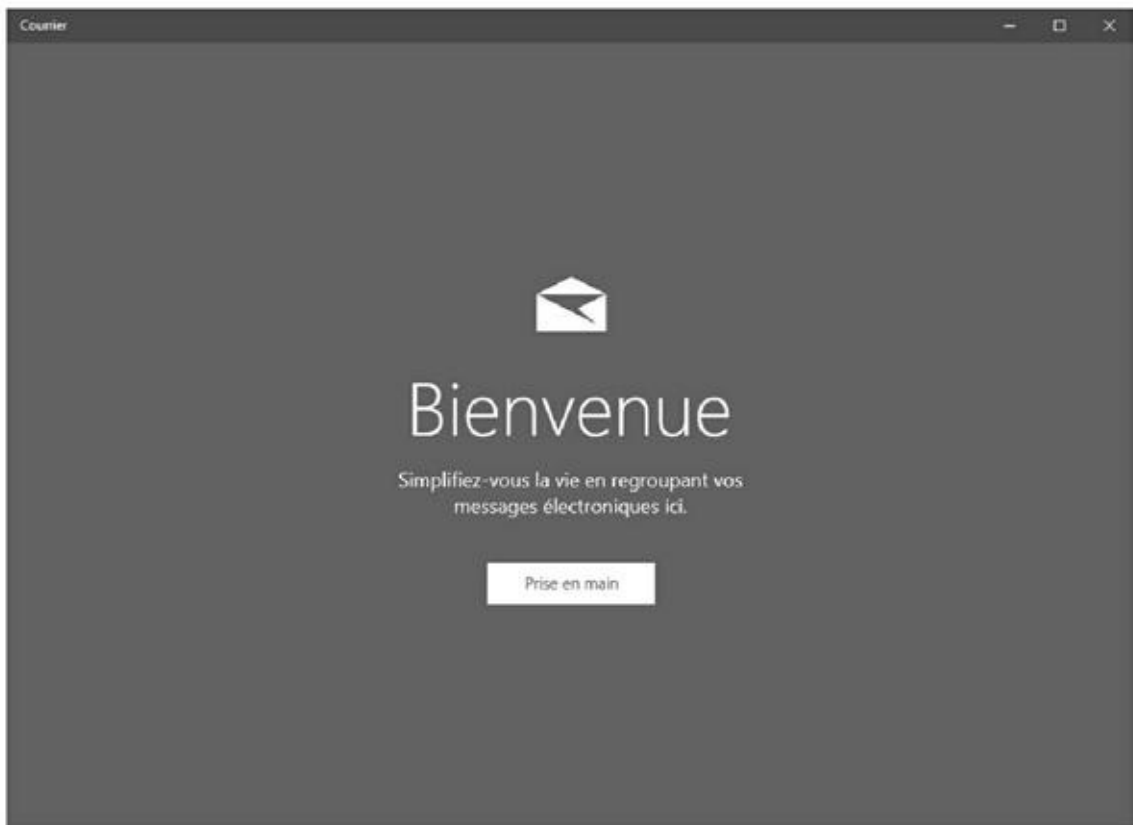 Courrier
Bienvenue
Simplifiez-vous la vie en regroupant vos
messages électroniques ici.
Prise en main